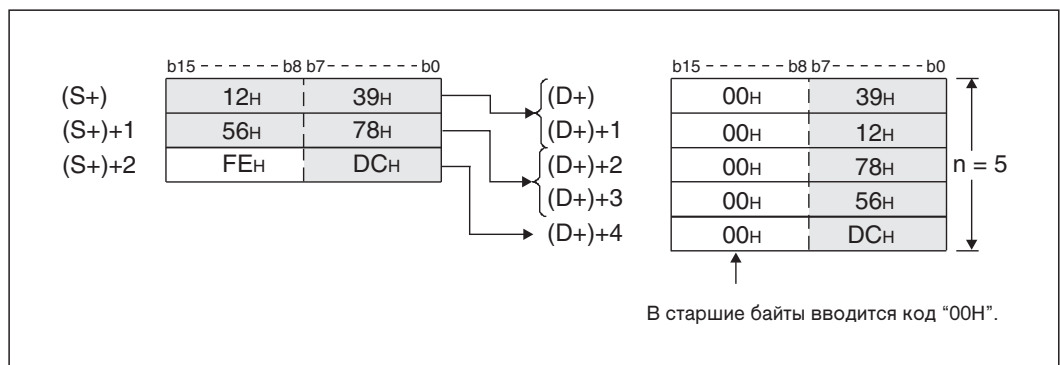 b15 - - - - - - b8 b7- - - - - - - - b0 b15 - - - - - - b8 b7- - - - - - - - b0
(S+) 12H 39H (D+) 00H 39H
(S+)+1 56H 78H (D+)+1 00H 12H
(S+)+2 FEH DCH (D+)+2 00H 78H n = 5
(D+)+3 00H 56H
(D+)+4 00H DCH
В старшие байты вводится код “00H”.